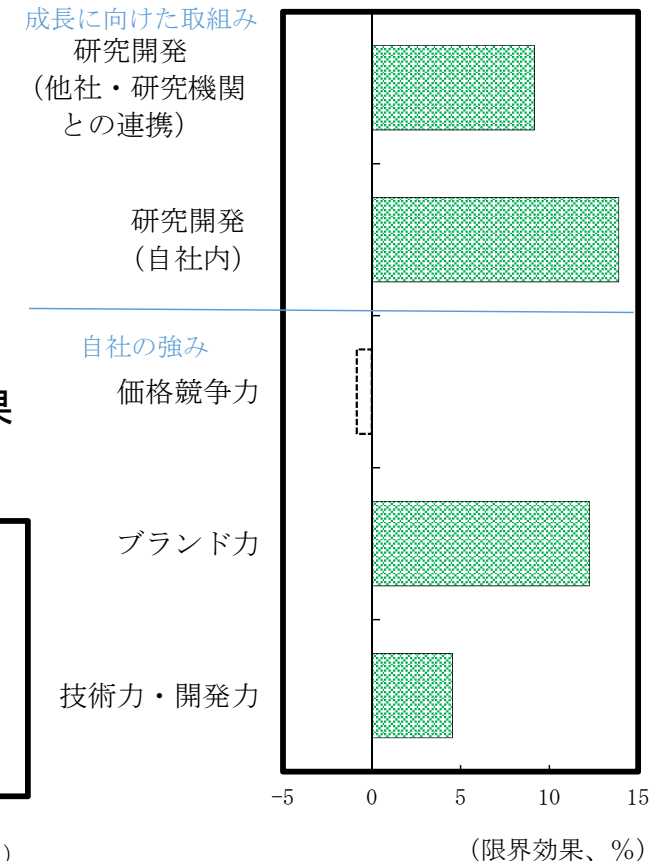 成長に向けた取組み
研究開発
（他社・研究機関
との連携）
研究開発
（自社内）
自社の強み
価格競争力
果
ブランド力
技術力・開発力
-5 0 5 10 15
）
（限界効果、％）